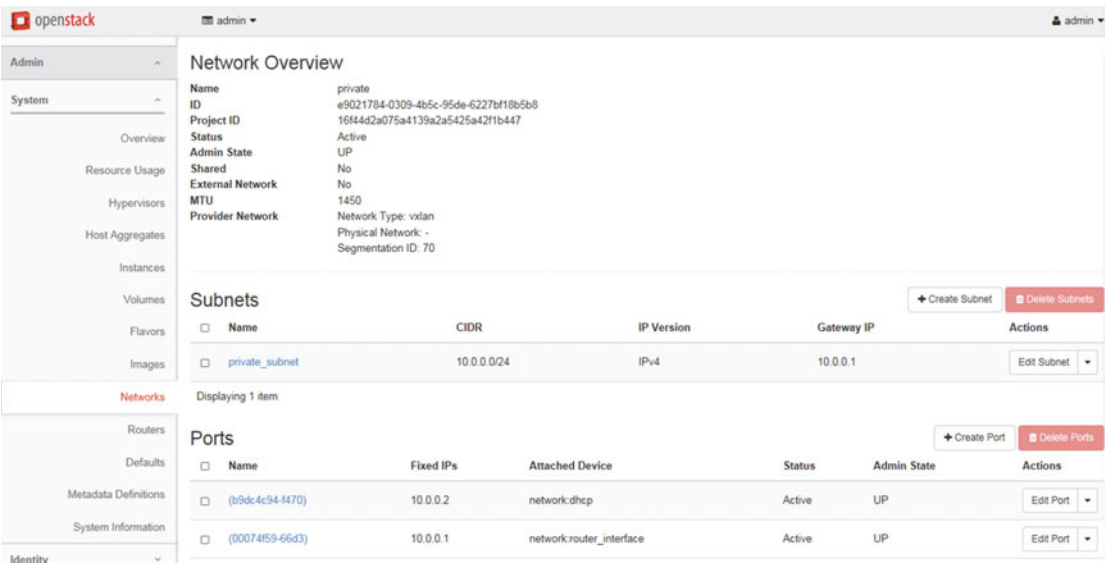 openstack
admin
admin
Admin
System
Overview
Resource Usage
Hypervisors
Host Aggregates
Instances
Volumes
Flavors
Images
Networks
Routers
Defaults
Metadata Definitions
System Information
Identity
Network Overview
Name private
ID e9021784-0309-4b5c-95de-6227bf18b5b8
Project ID 16f44d2a075a4139a2a5425a42f1b447
Status Active
Admin State UP
Shared No
External Network No
MTU 1450
Provider Network Network Type: vxlan
Physical Network: -
Segmentation ID: 70
Subnets
+ Create Subnet Delete Subnets
Name CIDR IP Version Gateway IP Actions
private_subnet 10.0.0.0/24 IPv4 10.0.0.1 Edit Subnet
Displaying 1 item
Ports
+ Create Port Delete Ports
Name Fixed IPs Attached Device Status Admin State Actions
(b9dc4c94-f470) 10.0.0.2 network:dhcp Active UP Edit Port
(00074f59-66d3) 10.0.0.1 network:router_interface Active UP Edit Port